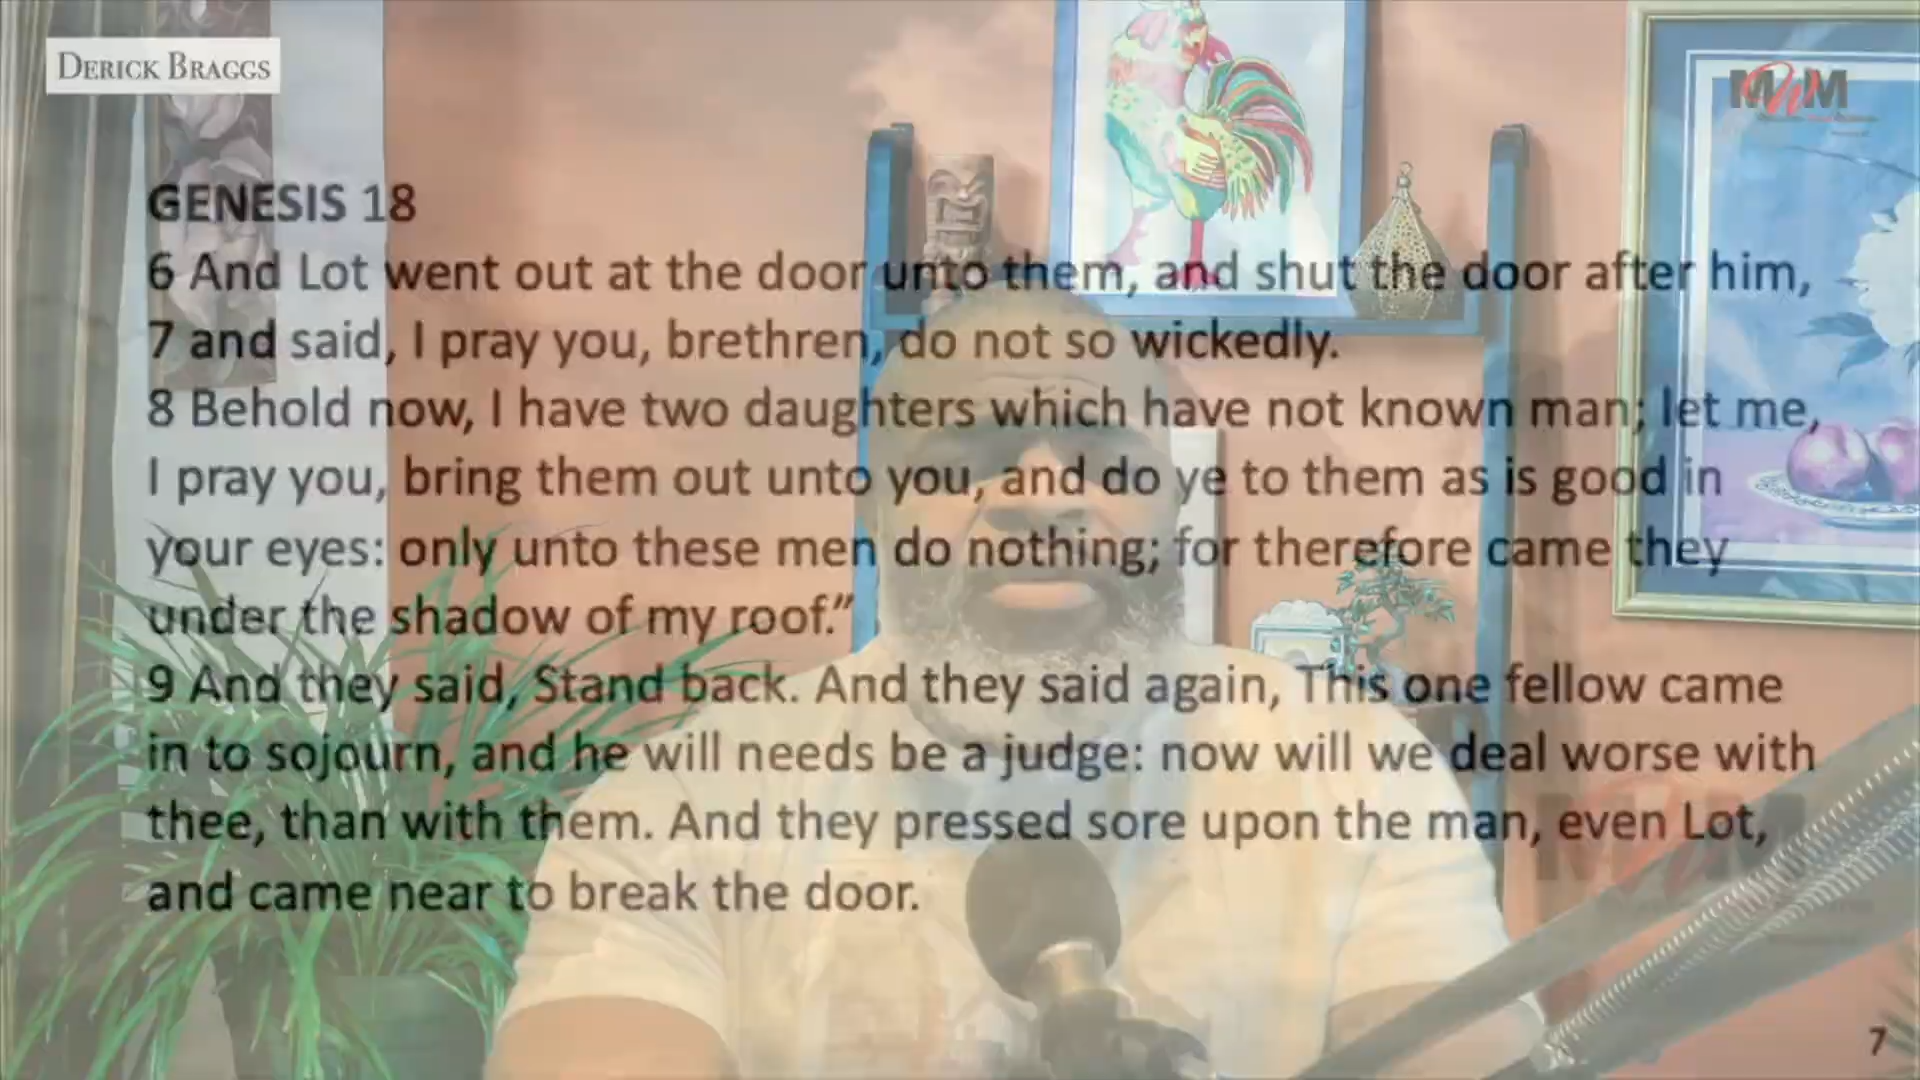 DERICK BRAGGS
MWM
GENESIS 18
6 And Lot went out at the door unto them, and shut the door after him,
7 and said, I pray you, brethren, do not so wickedly.
8 Behold now, I have two daughters which have not known man; let me,
I pray you, bring them out unto you, and do ye to them as is good in
your eyes: only unto these men do nothing; for therefore came they
under the shadow of my roof.”
9 And they said, Stand back. And they said again, This one fellow came
in to sojourn, and he will needs be a judge: now will we deal worse with
thee, than with them. And they pressed sore upon the man, even Lot,
and came near to break the door.
MWM
7